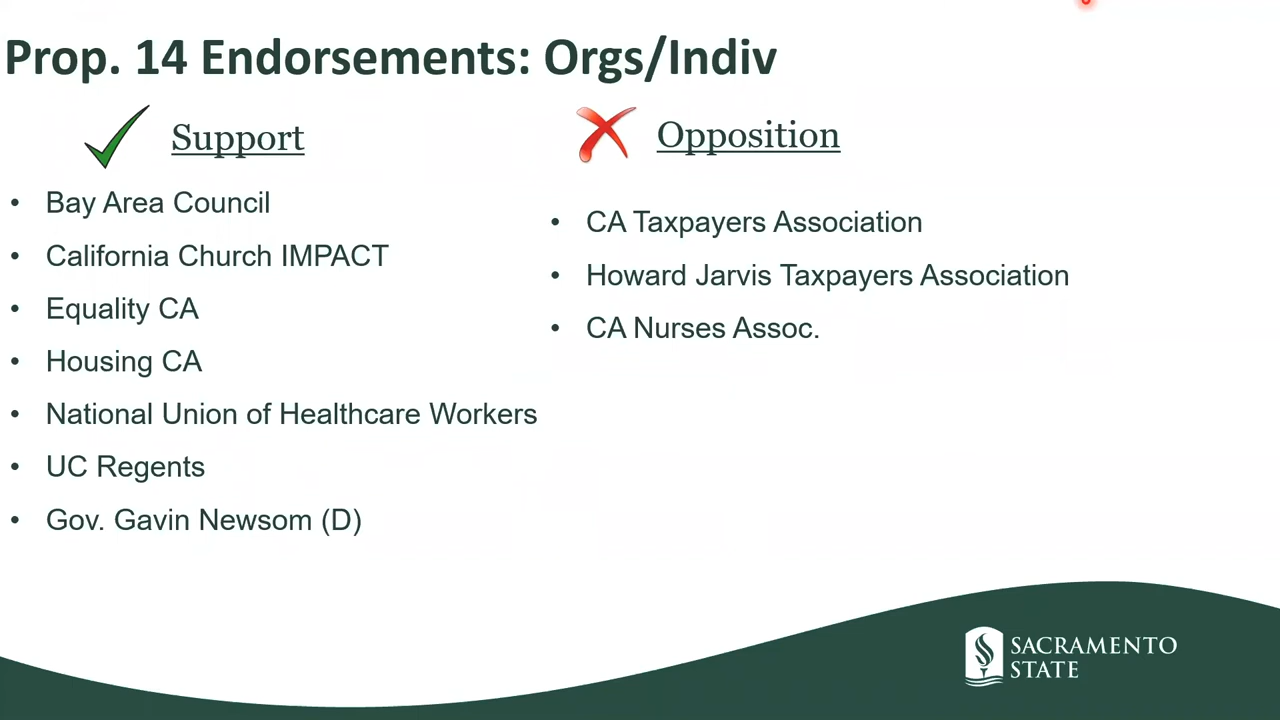 Prop. 14 Endorsements: Orgs/Indiv
Support
• Bay Area Council
• California Church IMPACT
• Equality CA
• Housing CA
• National Union of Healthcare Workers
• UC Regents
• Gov. Gavin Newsom (D)
Opposition
• CA Taxpayers Association
• Howard Jarvis Taxpayers Association
• CA Nurses Assoc.
SACRAMENTO
STATE